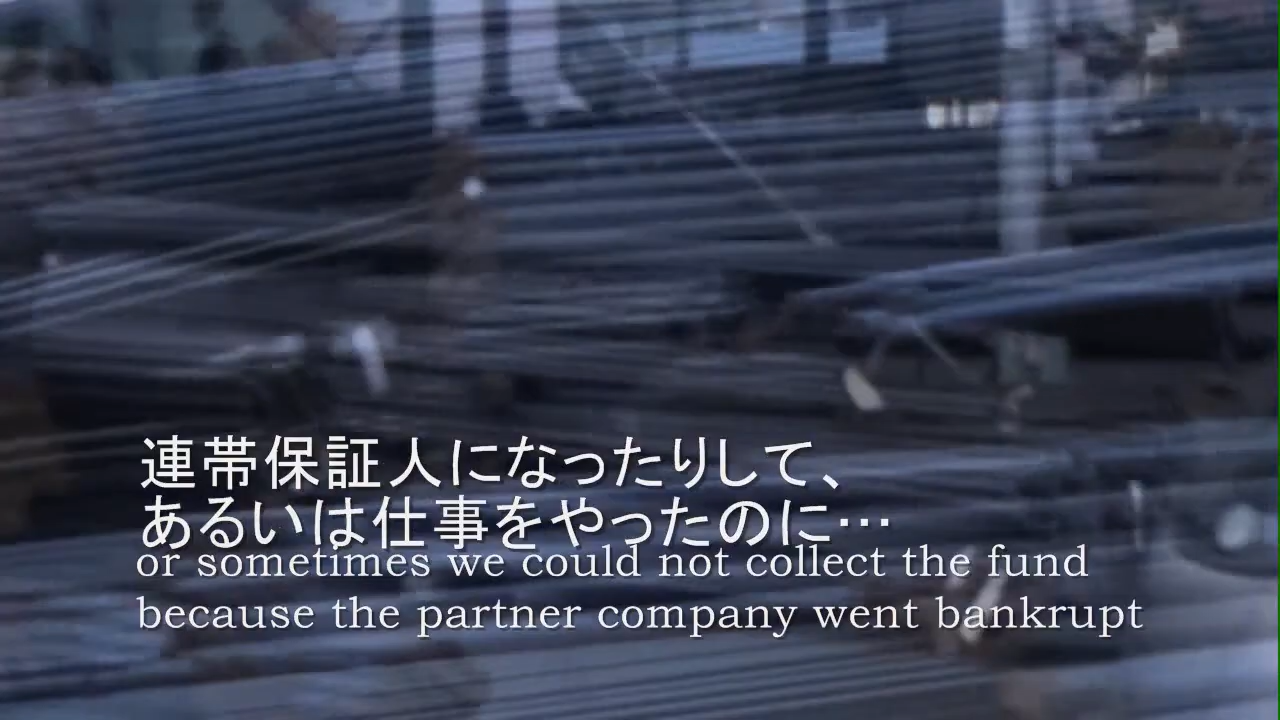 連帯保証人になったりして、
あるいは仕事をやったのに…
or sometimes we could not collect the fund
because the partner company went bankrupt